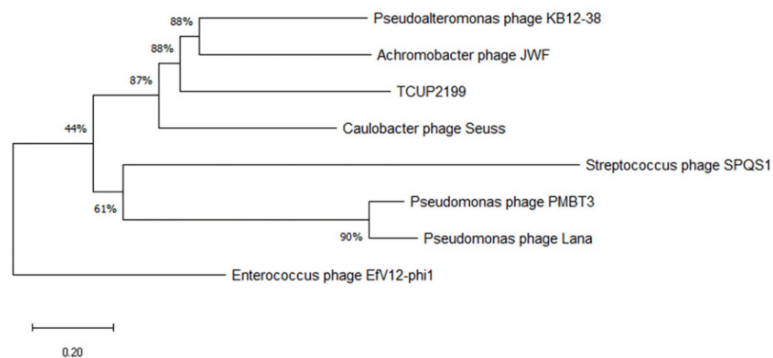 88%
Pseudoalteromonas phage KB12-38
88%
Achromobacter phage JWF
87%
TCUP2199
44%
Caulobacter phage Seuss
Streptococcus phage SPQS1
61%
Pseudomonas phage PMBT3
90%
Pseudomonas phage Lana
Enterococcus phage EfV12-phi1
0.20